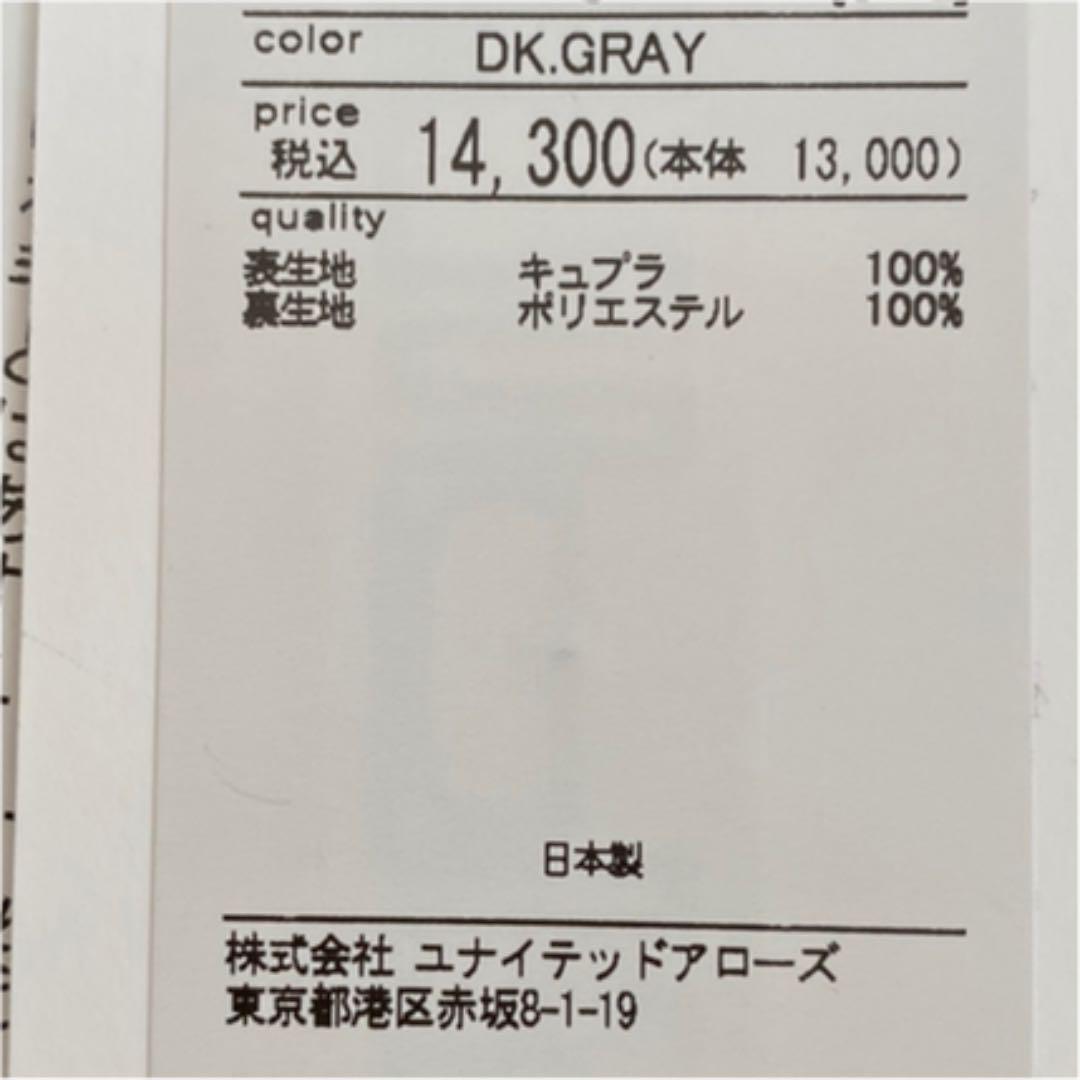 color DK.GRAY
price
税込 14,300(本体 13,000)
quality
表生地 キュプラ 100%
裏生地 ポリエステル 100%
日本製
株式会社 ユナイテッドアローズ
東京都港区赤坂8-1-19